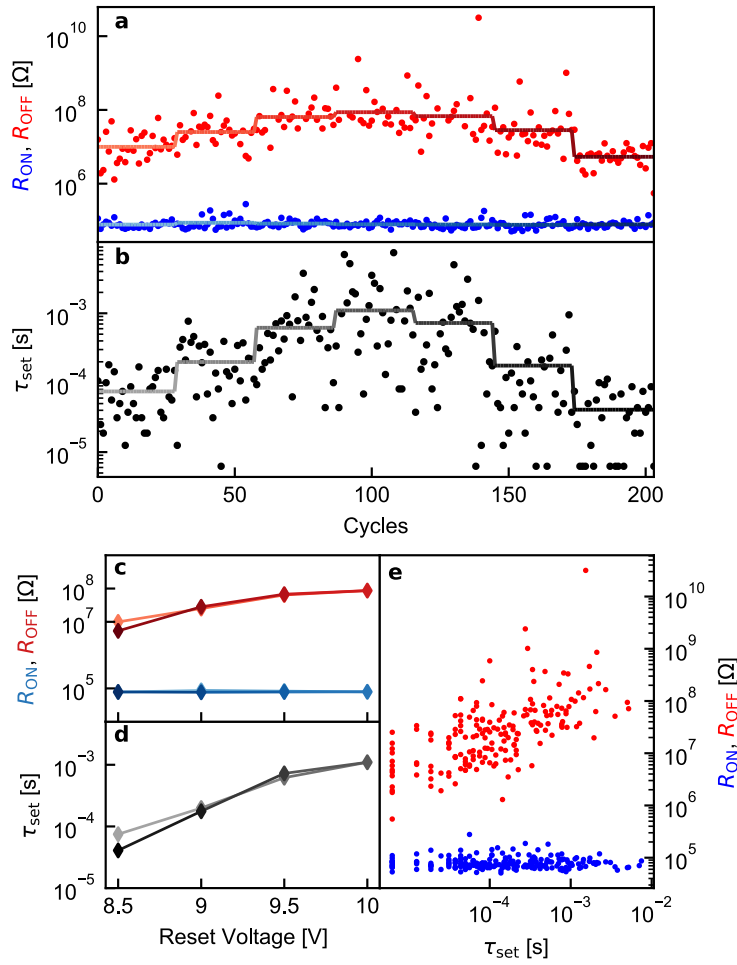 a
10^10
10^8
10^6
R_ON, R_OFF [Ω]
b
10^-3
10^-4
10^-5
τ_set [s]
0 50 100 150 200
Cycles
c
10^8
10^7
10^5
R_ON, R_OFF [Ω]
d
10^-3
10^-4
10^-5
τ_set [s]
8.5 9 9.5 10
Reset Voltage [V]
e
10^10
10^9
10^8
10^7
10^6
10^5
R_ON, R_OFF [Ω]
10^-4 10^-3 10^-2
τ_set [s]